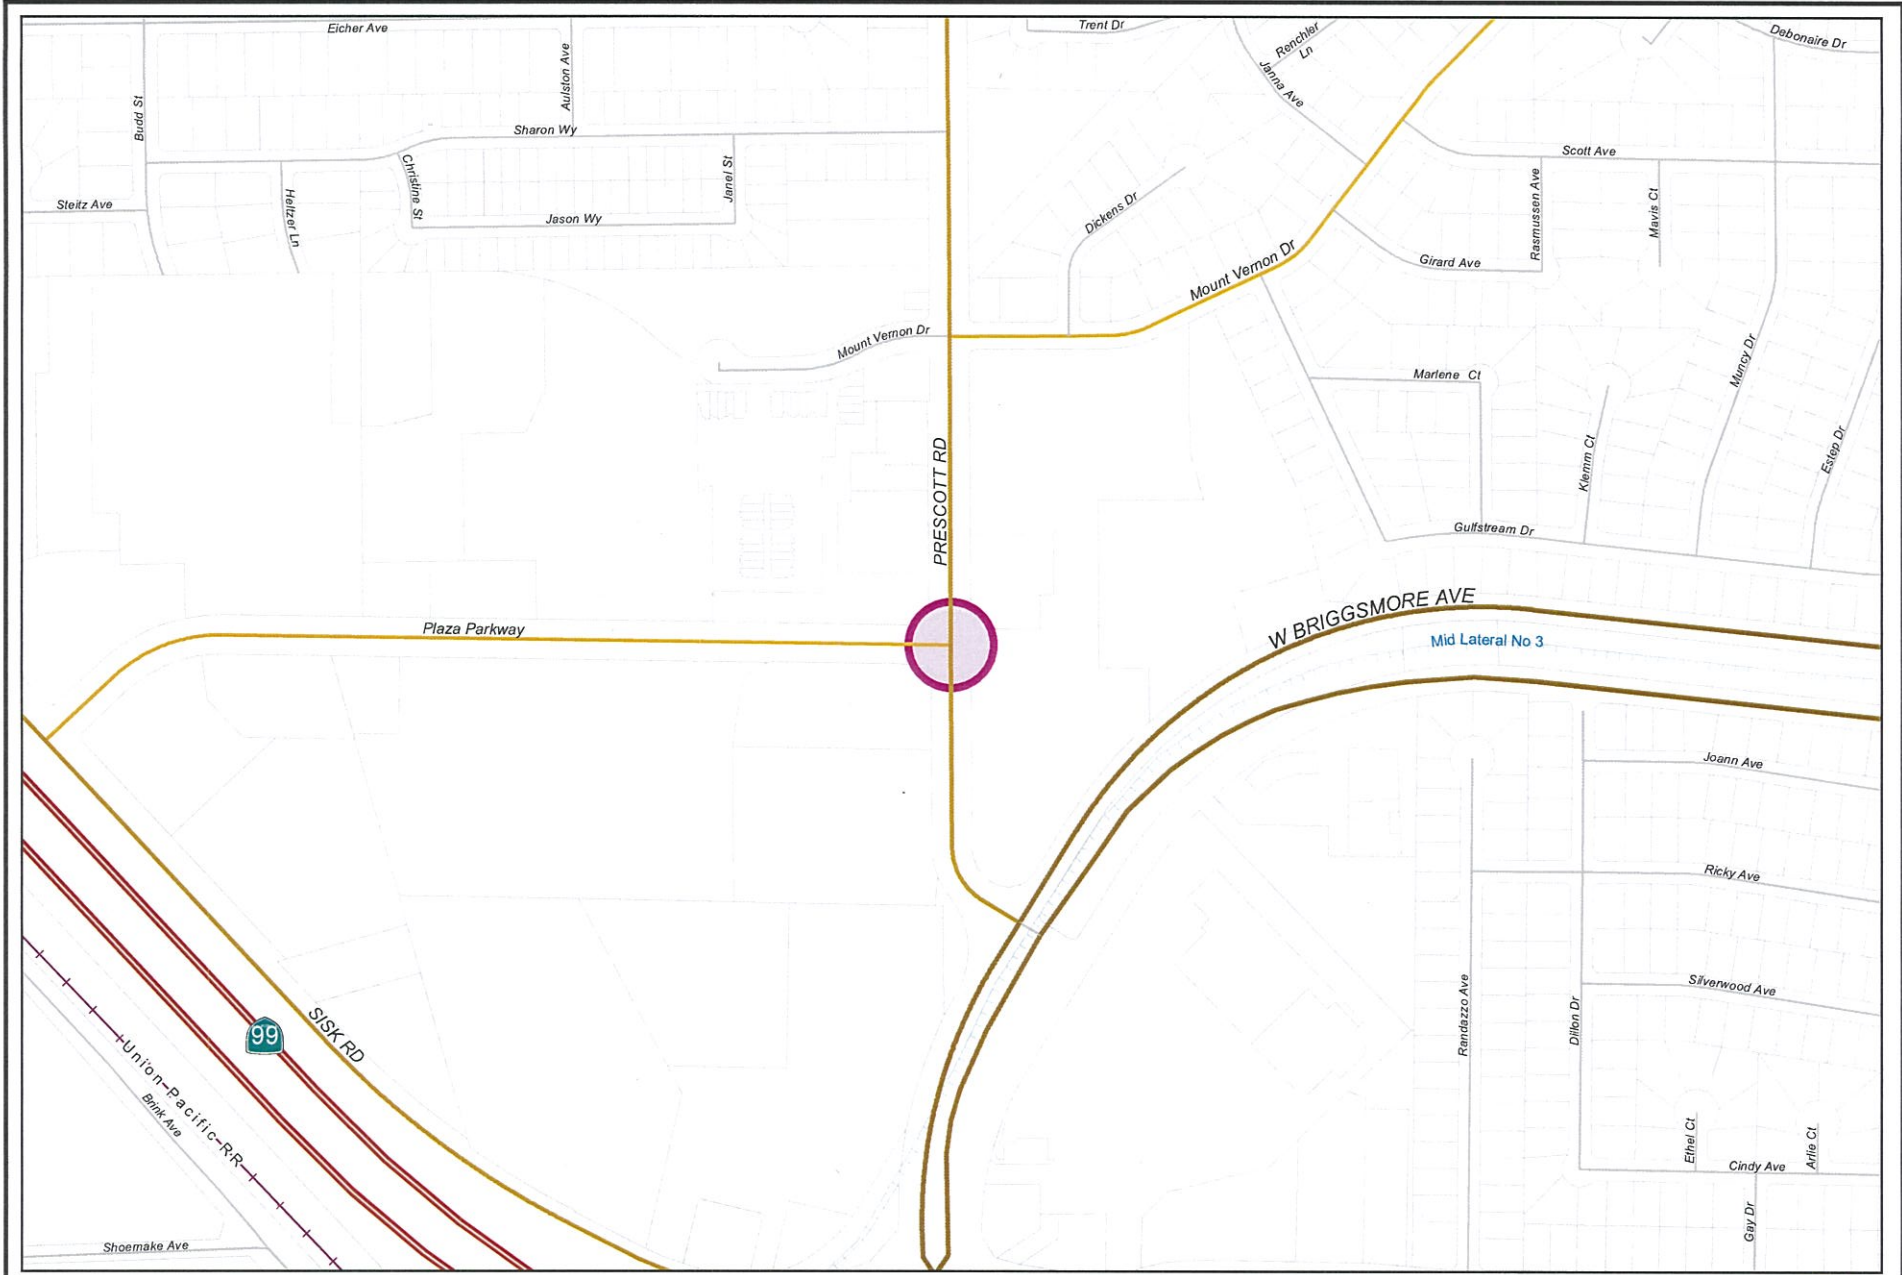 Eicher Ave
Trent Dr
Renchler
Ln
Debonaire Dr
Aulston Ave
Janna Ave
Budd St
Sharon Wy
Scott Ave
Christine St
Janel St
Rasmussen Ave
Mavis Ct
Steitz Ave
Heltzer Ln
Jason Wy
Dickens Dr
Girard Ave
Mount Vernon Dr
Mount Vernon Dr
Muncy Dr
Marlene Ct
PRESCOTT RD
Klemm Ct
Estep Dr
Gulfstream Dr
W BRIGGSMORE AVE
Plaza Parkway
Mid Lateral No 3
Joann Ave
Ricky Ave
Silverwood Ave
Randazzo Ave
Dillon Dr
SISK RD
99
Union Pacific RR
Brink Ave
Ethel Ct
Arlie Ct
Cindy Ave
Gay Dr
Shoemake Ave